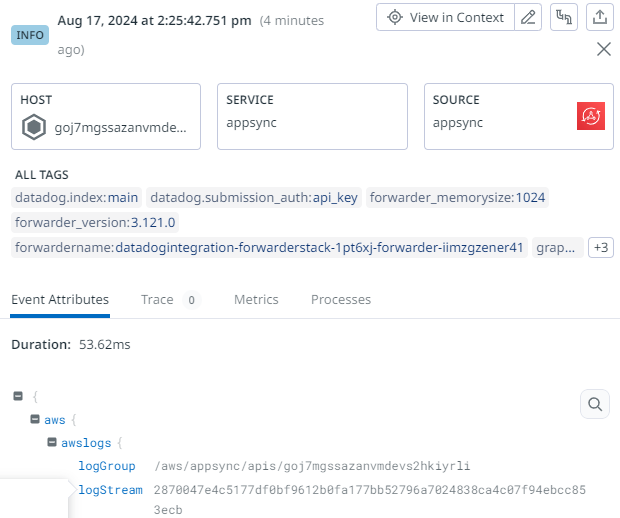 INFO
Aug 17, 2024 at 2:25:42.751 pm (4 minutes
ago)
View in Context
HOST
goj7mgssazanvmde...
SERVICE
appsync
SOURCE
appsync
ALL TAGS
datadog.index:main datadog.submission_auth:api_key forwarder_memorysize:1024
forwarder_version:3.121.0
forwardername:datadogintegration-forwarderstack-1pt6xj-forwarder-iimzgzener41 grap... +3
Event Attributes Trace 0 Metrics Processes
Duration: 53.62ms
{
aws {
awslogs {
logGroup /aws/appsync/apis/goj7mgssazanvmdevs2hkiyrli
logStream 2870047e4c5177df0bf9612b0fa177bb52796a7024838ca4c07f94ebcc85
3ecb